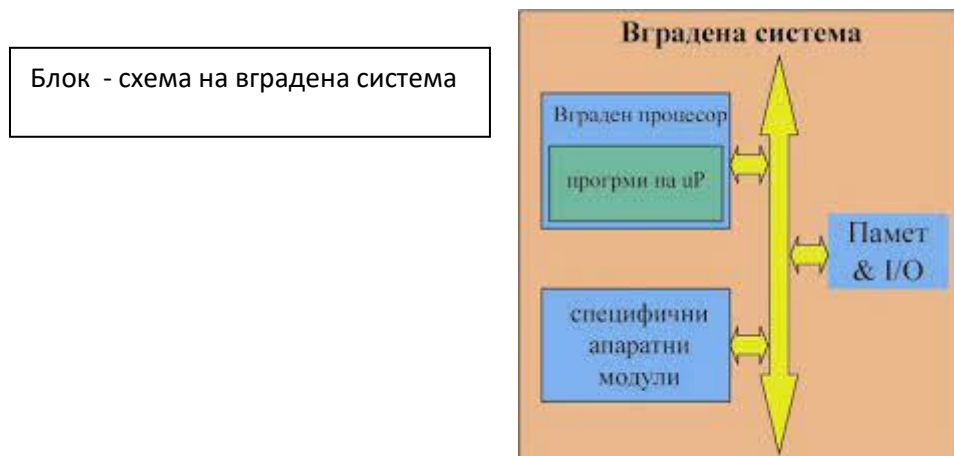 Блок - схема на вградена система
Вградена система
Вграден процесор
прогрми на uP
Памет
& I/O
специфични
апаратни
модули